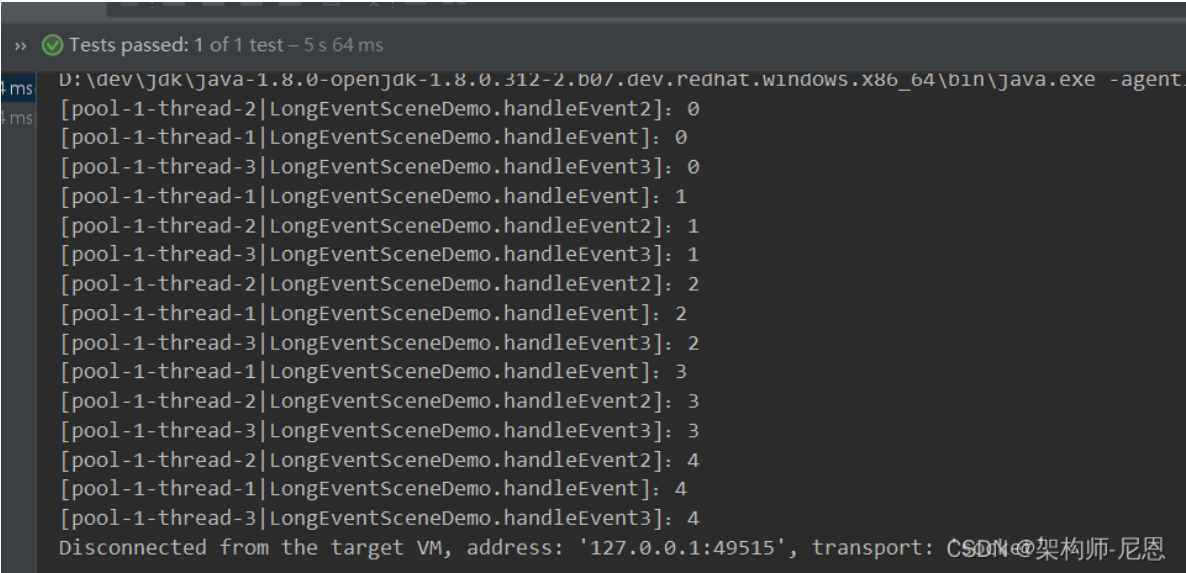 » Tests passed: 1 of 1 test – 5 s 64 ms
4 ms D:\dev\jdk\java-1.8.0-openjdk-1.8.0.312-2.b07.dev.redhat.windows.x86_64\bin\java.exe -agent
4 ms [pool-1-thread-2|LongEventSceneDemo.handleEvent2]: 0
[pool-1-thread-1|LongEventSceneDemo.handleEvent]: 0
[pool-1-thread-3|LongEventSceneDemo.handleEvent3]: 0
[pool-1-thread-1|LongEventSceneDemo.handleEvent]: 1
[pool-1-thread-2|LongEventSceneDemo.handleEvent2]: 1
[pool-1-thread-3|LongEventSceneDemo.handleEvent3]: 1
[pool-1-thread-2|LongEventSceneDemo.handleEvent2]: 2
[pool-1-thread-1|LongEventSceneDemo.handleEvent]: 2
[pool-1-thread-3|LongEventSceneDemo.handleEvent3]: 2
[pool-1-thread-1|LongEventSceneDemo.handleEvent]: 3
[pool-1-thread-2|LongEventSceneDemo.handleEvent2]: 3
[pool-1-thread-3|LongEventSceneDemo.handleEvent3]: 3
[pool-1-thread-2|LongEventSceneDemo.handleEvent2]: 4
[pool-1-thread-1|LongEventSceneDemo.handleEvent]: 4
[pool-1-thread-3|LongEventSceneDemo.handleEvent3]: 4
Disconnected from the target VM, address: '127.0.0.1:49515', transport:
CSDN @架构师-尼恩